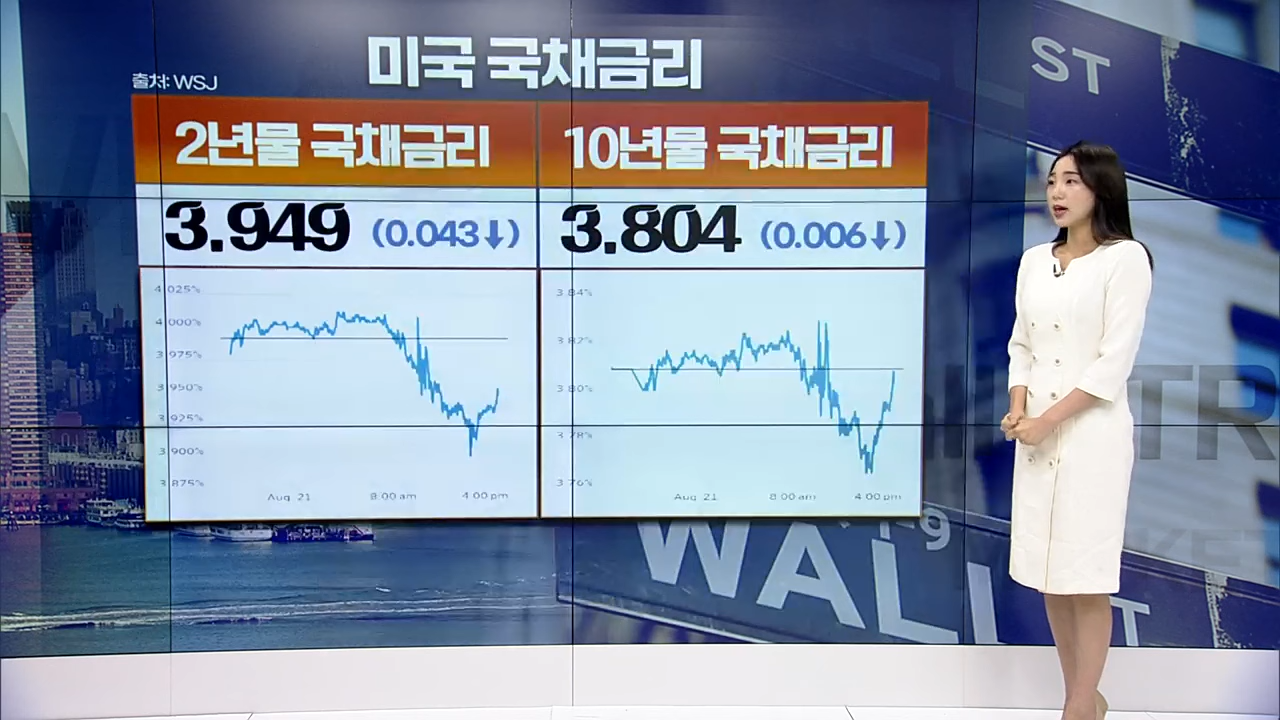 미국 국채금리
출처: WSJ
2년물 국채금리
10년물 국채금리
3.949 (0.043↓)
3.804 (0.006↓)
4.025%
4.000%
3.975%
3.950%
3.925%
3.900%
3.875%
Aug. 21 8:00 am 4:00 pm
3.84%
3.82%
3.80%
3.78%
3.76%
Aug. 21 8:00 am 4:00 pm
ST
TR
WALL
T